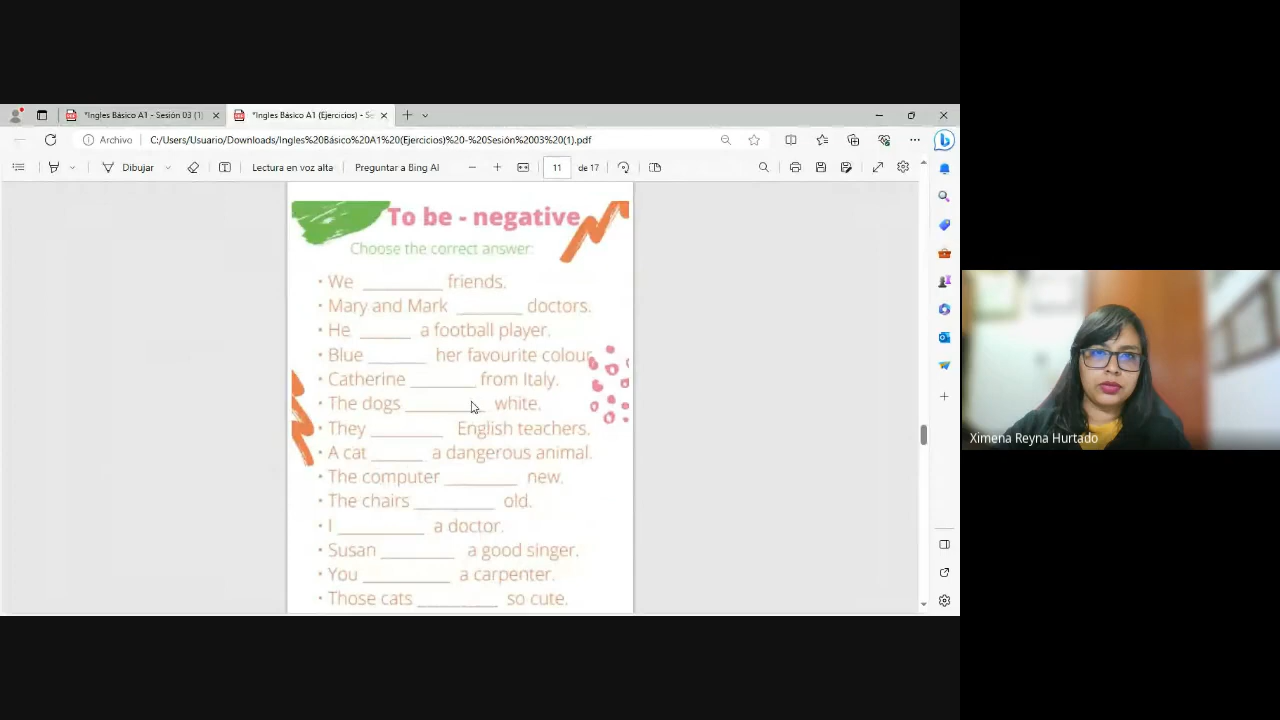 *Ingles Básico A1 - Sesión 03 (1)
*Ingles Básico A1 (Ejercicios) - Se
Archivo
C:/Users/Usuario/Downloads/Ingles%20Básico%20A1%20(Ejercicios)%20-%20Sesión%2003%20(1).pdf
Dibujar
Lectura en voz alta
Preguntar a Bing AI
11
de 17
To be - negative
Choose the correct answer:
• We _________ friends.
• Mary and Mark _______ doctors.
• He _____ a football player.
• Blue ______ her favourite colour.
• Catherine _______ from Italy.
• The dogs ________ white.
• They ________ English teachers.
• A cat ______ a dangerous animal.
• The computer ________ new.
• The chairs _________ old.
• I __________ a doctor.
• Susan ________ a good singer.
• You __________ a carpenter.
• Those cats _________ so cute.
Ximena Reyna Hurtado